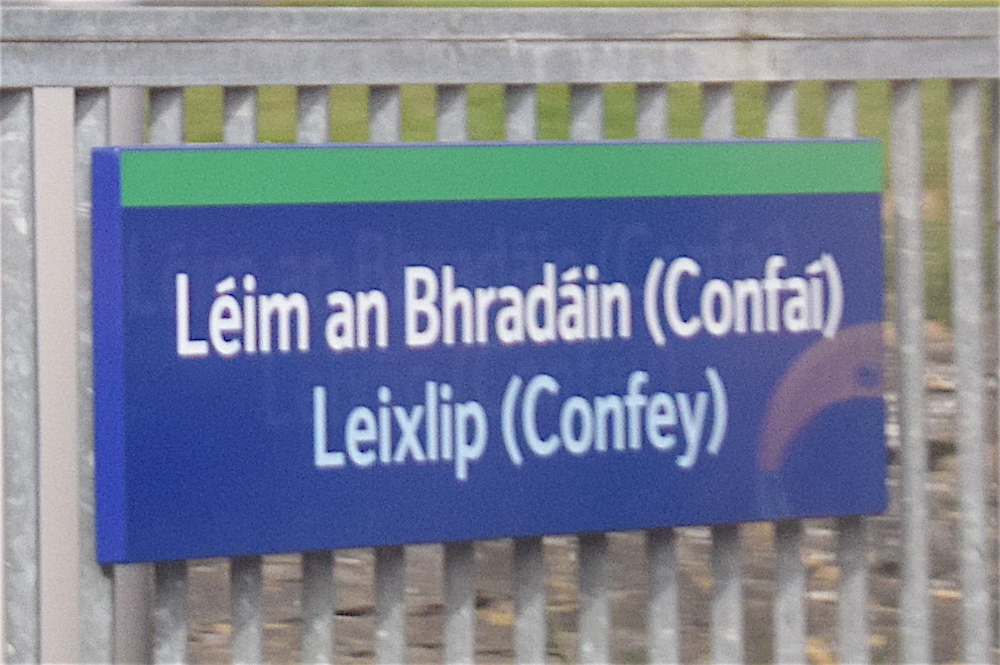 Léim an Bhradáin (Confaí)
Leixlip (Confey)